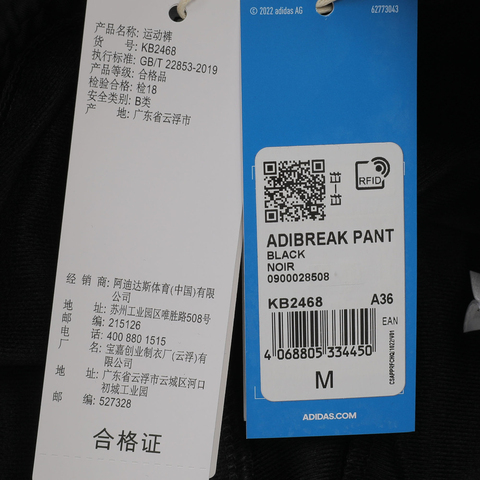 产品名称: 运动裤
货 号: KB2468
执行标准: GB/T 22853-2019
产品等级: 合格品
检验合格: 检18
安全类别: B类
产 地: 广东省云浮市
经 销 商: 阿迪达斯体育(中国)有限
公司
地 址: 苏州工业园区唯胜路508号
邮 编: 215126
电 话: 400 880 1515
厂 名: 宝嘉创业制衣厂(云浮)有
限公司
地 址: 广东省云浮市云城区河口
初城工业园
邮 编: 527328
合格证
© 2022 adidas AG 62773043
RFID
ADIBREAK PANT
BLACK
NOIR
0900028508
KB2468 A36
EAN
4 068805 334450
M
ADIDAS.COM